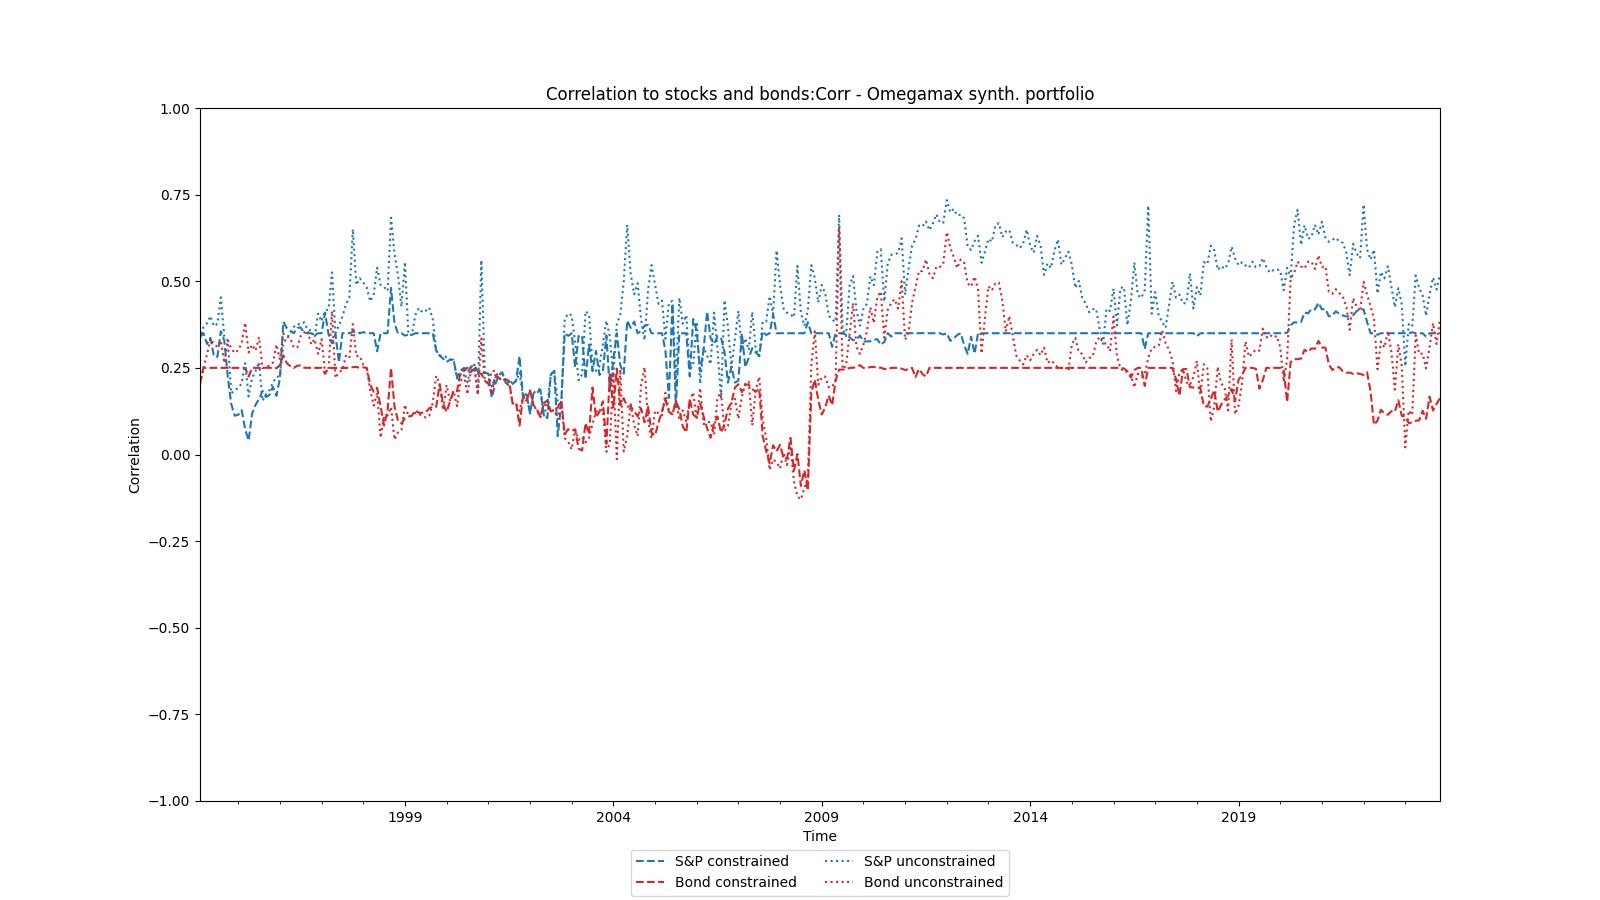 Correlation to stocks and bonds:Corr - Omegamax synth. portfolio
1.00
0.75
0.50
0.25
0.00
−0.25
−0.50
−0.75
−1.00
Correlation
1999 2004 2009 2014 2019
Time
S&P constrained S&P unconstrained
Bond constrained Bond unconstrained